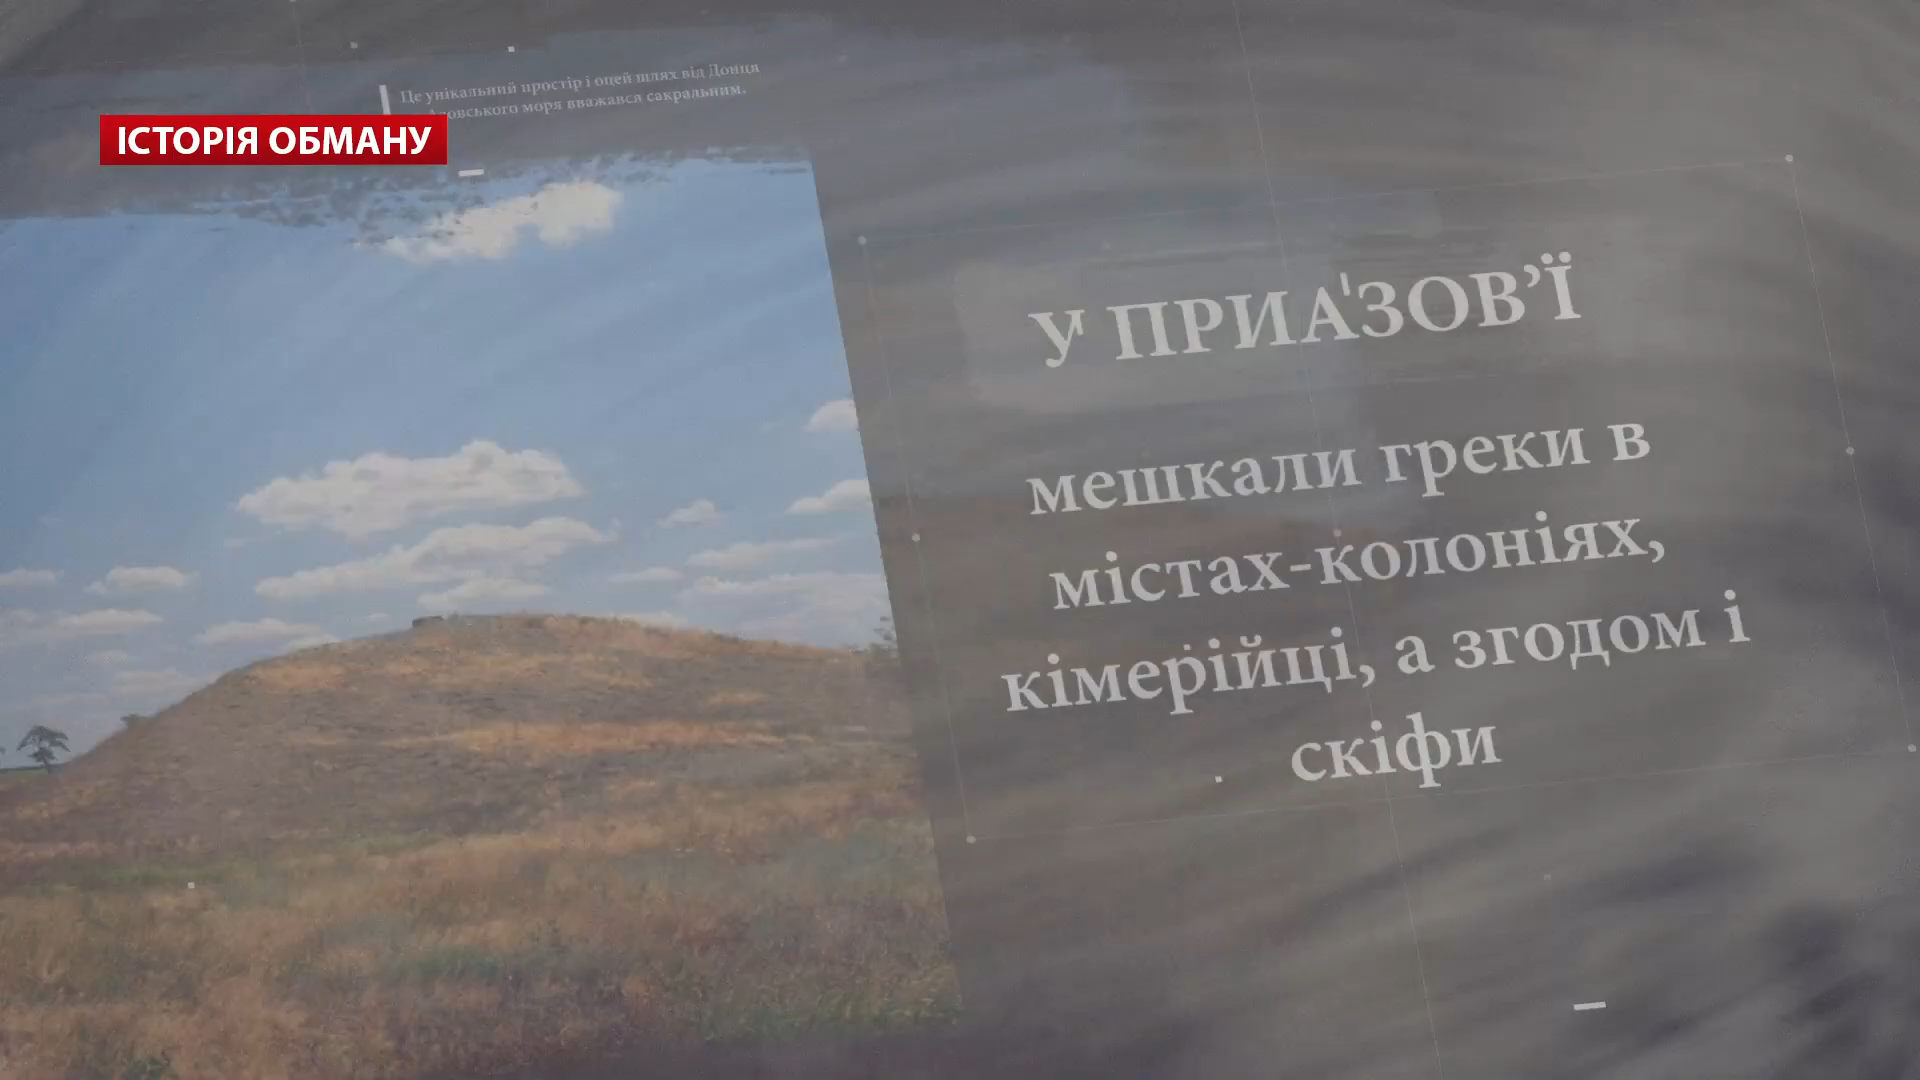 Це унікальний простір і оцей шлях від Донця
Азовського моря вважався сакральним.
ІСТОРІЯ ОБМАНУ
У ПРИАЗОВ’Ї
мешкали греки в
містах-колоніях,
кімерійці, а згодом і
скіфи